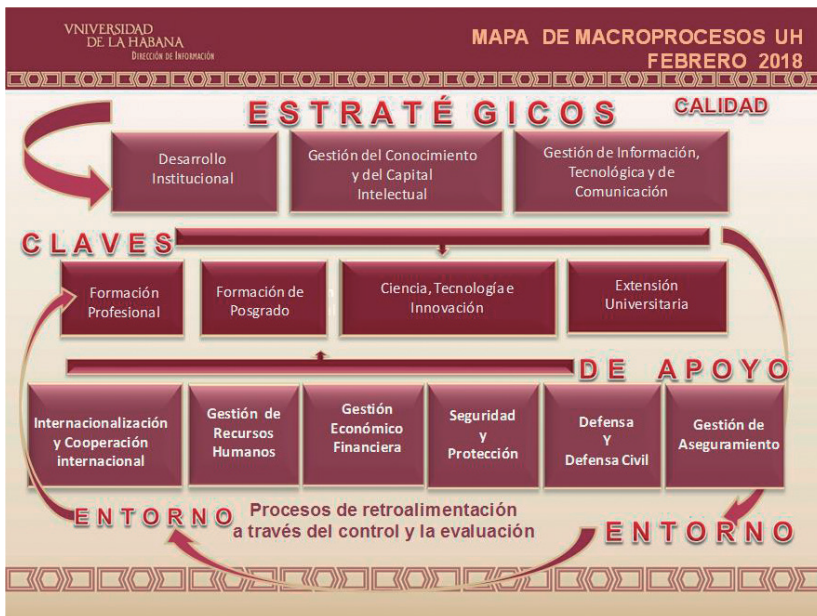 VNIVERSIDAD
DE LA HABANA
DIRECCIÓN DE INFORMACIÓN
MAPA DE MACROPROCESOS UH
FEBRERO 2018
ESTRATÉGICOS
CALIDAD
Desarrollo
Institucional
Gestión del Conocimiento
y del Capital
Intelectual
Gestión de Información,
Tecnológica y de
Comunicación
CLAVES
Formación
Profesional
Formación de
Posgrado
Ciencia, Tecnología e
Innovación
Extensión
Universitaria
DE APOYO
Internacionalización
y Cooperación
internacional
Gestión de
Recursos
Humanos
Gestión
Económico
Financiera
Seguridad
y
Protección
Defensa
Y
Defensa Civil
Gestión de
Aseguramiento
ENTORNO
Procesos de retroalimentación
a través del control y la evaluación
ENTORNO